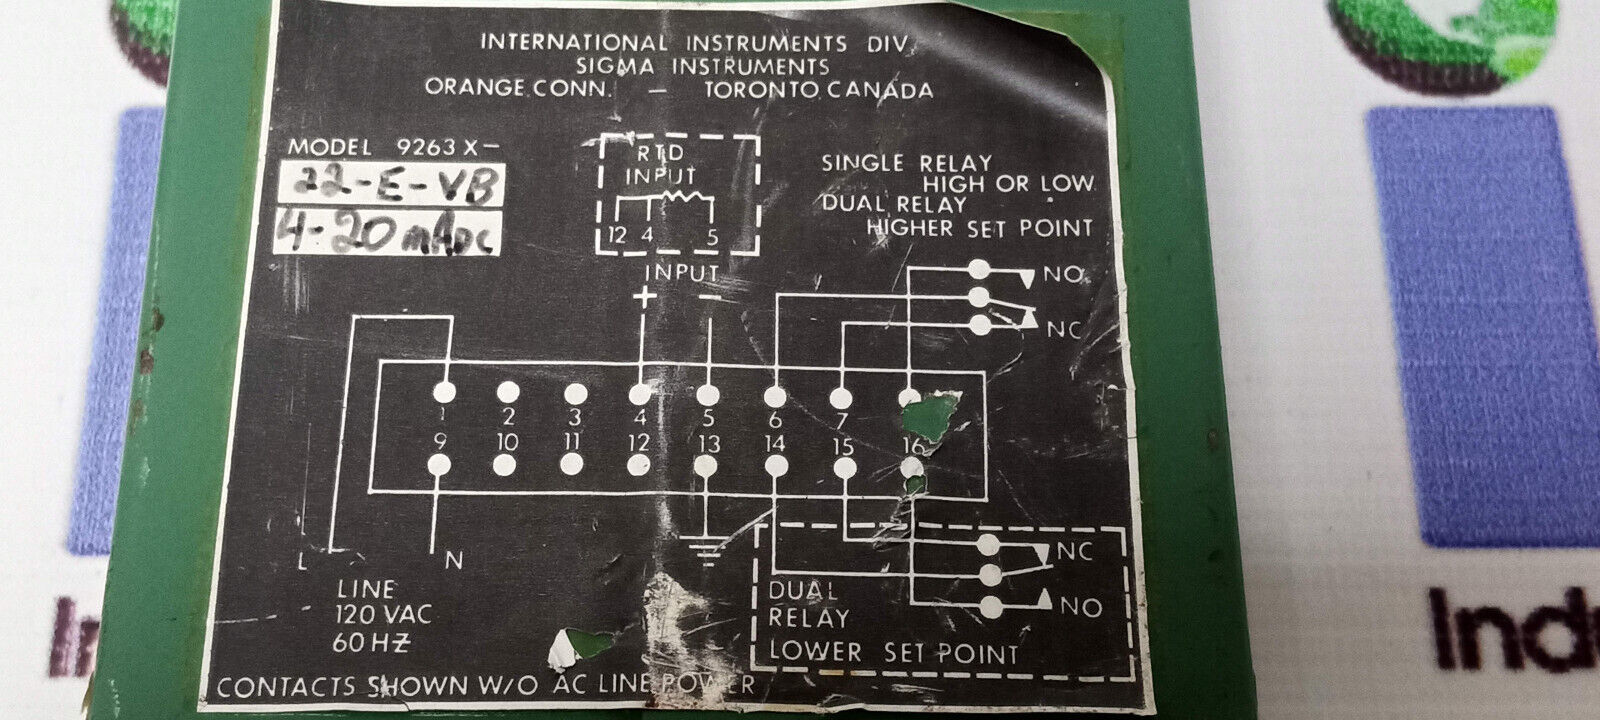 INTERNATIONAL INSTRUMENTS DIV.
SIGMA INSTRUMENTS
ORANGE.CONN. — TORONTO.CANADA
MODEL 9263 X-
22-E-VB
4-20 mADC
RTD
INPUT
12 4 5
INPUT
+ −
SINGLE RELAY
HIGH OR LOW
DUAL RELAY
HIGHER SET POINT
NO
NC
1 2 3 4 5 6 7
9 10 11 12 13 14 15 16
L N
LINE
120 VAC
60 HZ
NC
NO
DUAL
RELAY
LOWER SET POINT
CONTACTS SHOWN W/O AC LINE POWER